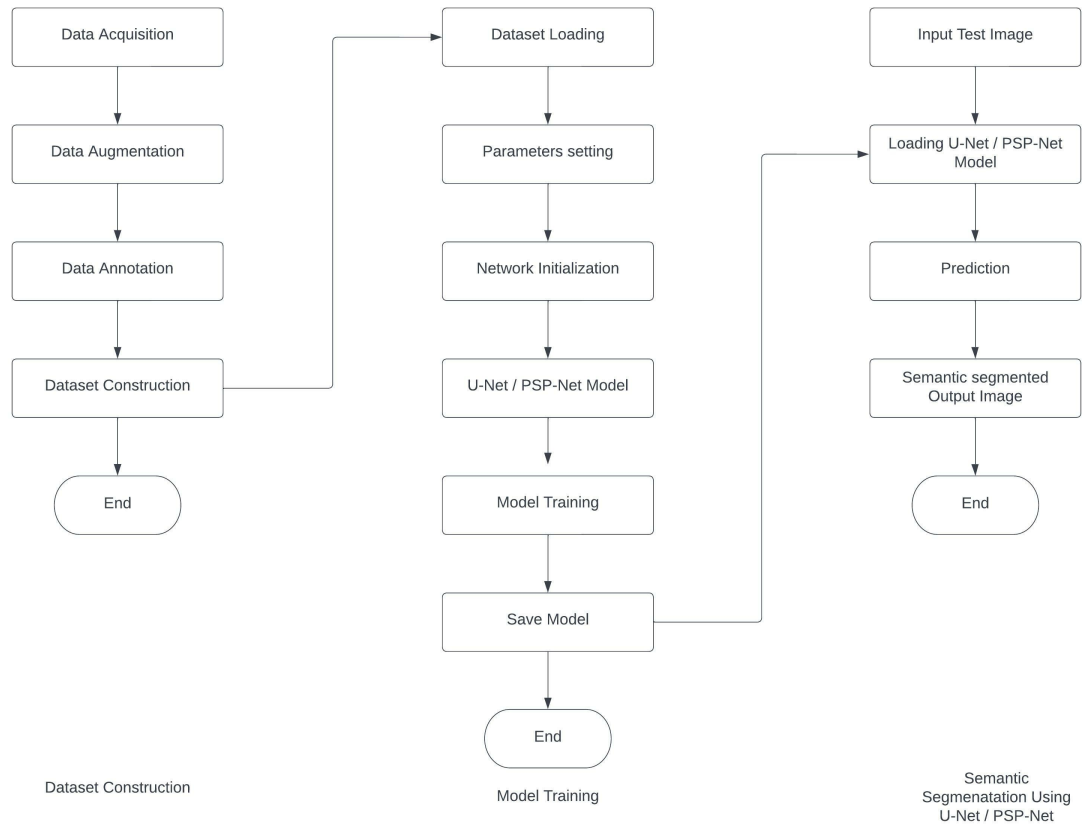 Data Acquisition
Data Augmentation
Data Annotation
Dataset Construction
End
Dataset Construction
Dataset Loading
Parameters setting
Network Initialization
U-Net / PSP-Net Model
Model Training
Save Model
End
Model Training
Input Test Image
Loading U-Net / PSP-Net
Model
Prediction
Semantic segmented
Output Image
End
Semantic
Segmenatation Using
U-Net / PSP-Net